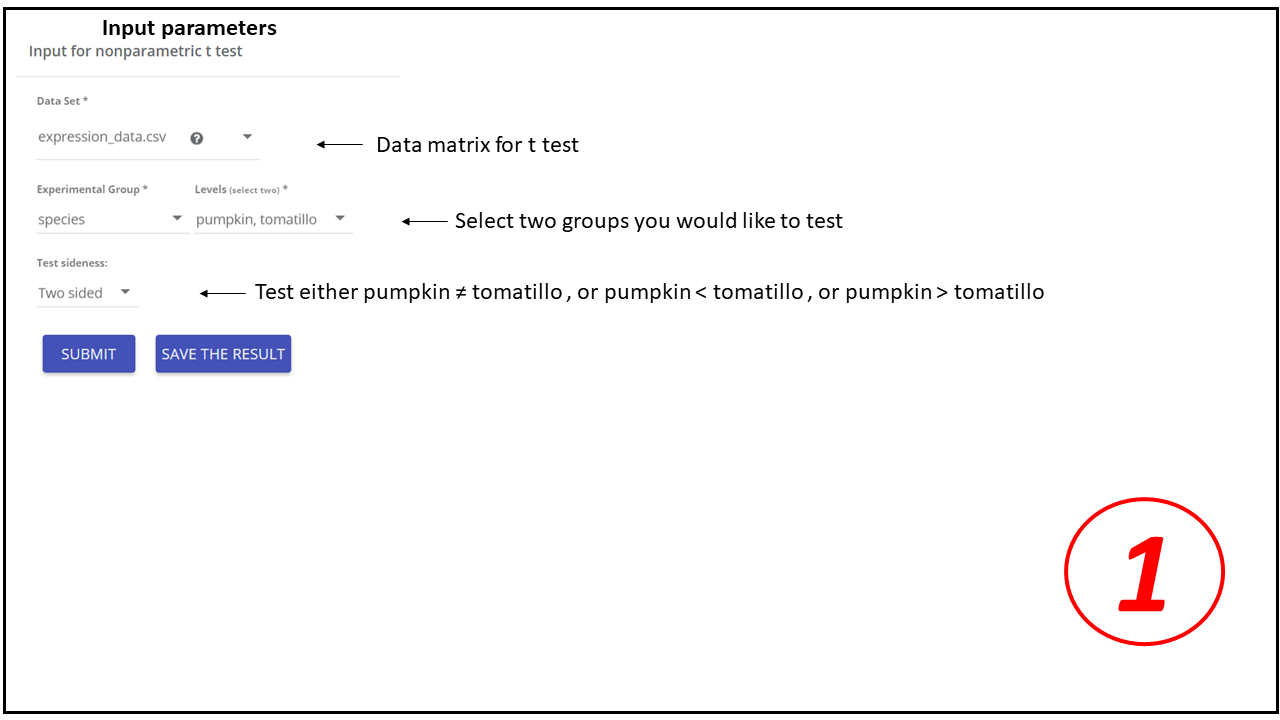 Input parameters
Input for nonparametric t test
Data Set *
expression_data.csv ?
Data matrix for t test
Experimental Group * Levels (select two) *
species pumpkin, tomatillo
Select two groups you would like to test
Test sideness:
Two sided
Test either pumpkin ≠ tomatillo , or pumpkin < tomatillo , or pumpkin > tomatillo
SUBMIT SAVE THE RESULT
1